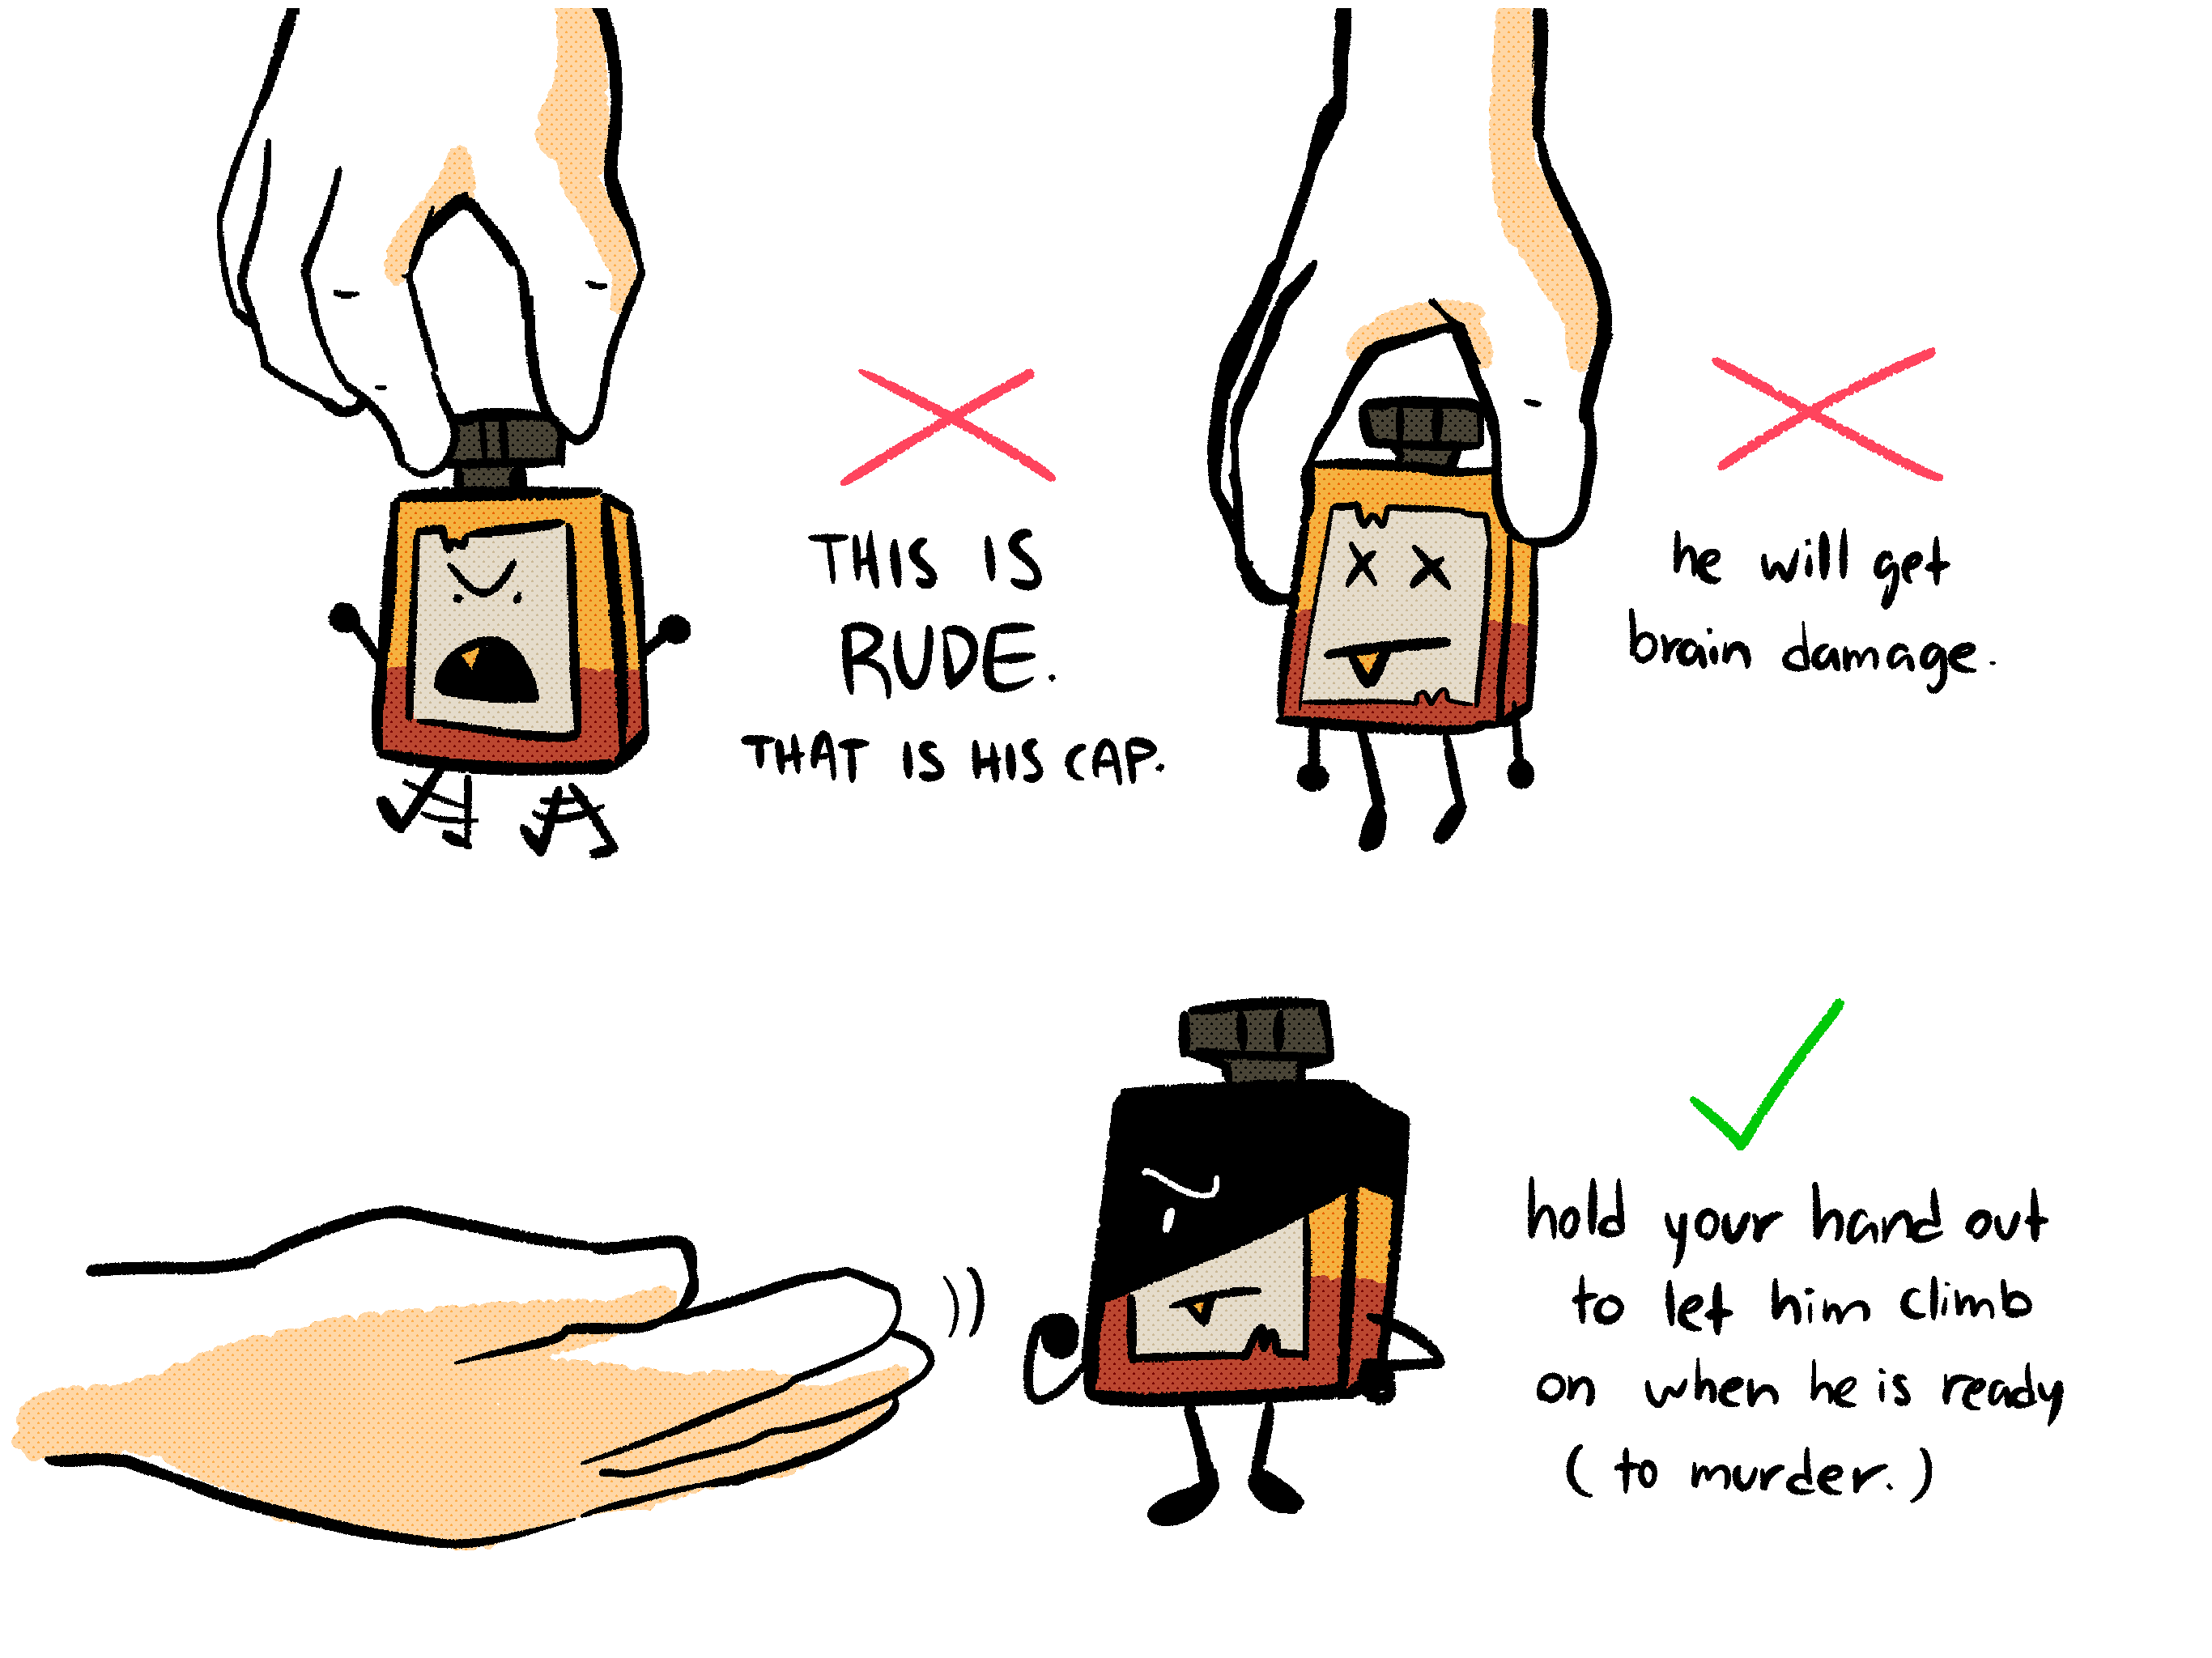 THIS IS
RUDE.
THAT IS HIS CAP.
he will get
brain damage.
hold your hand out
to let him climb
on when he is ready
(to murder.)